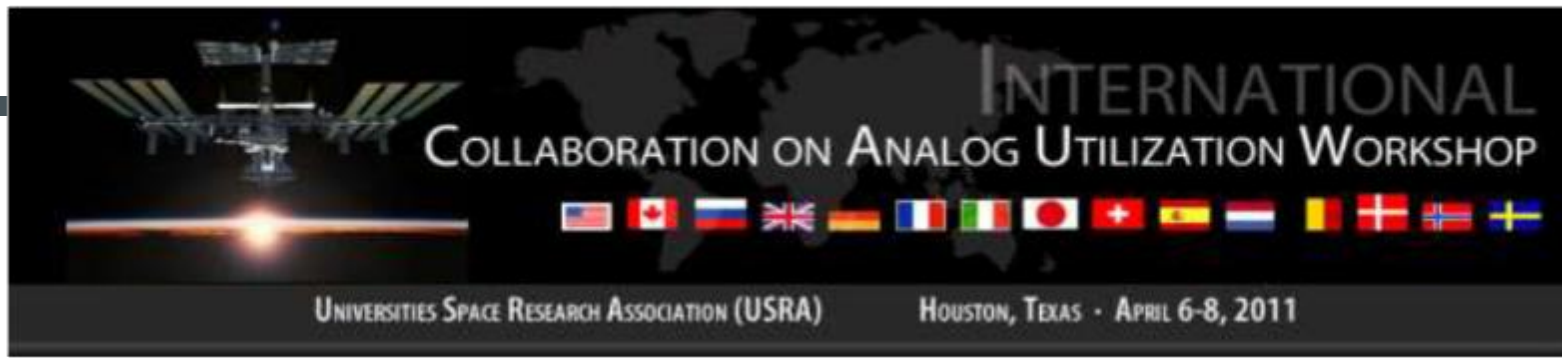 INTERNATIONAL
COLLABORATION ON ANALOG UTILIZATION WORKSHOP
UNIVERSITIES SPACE RESEARCH ASSOCIATION (USRA) HOUSTON, TEXAS · APRIL 6-8, 2011